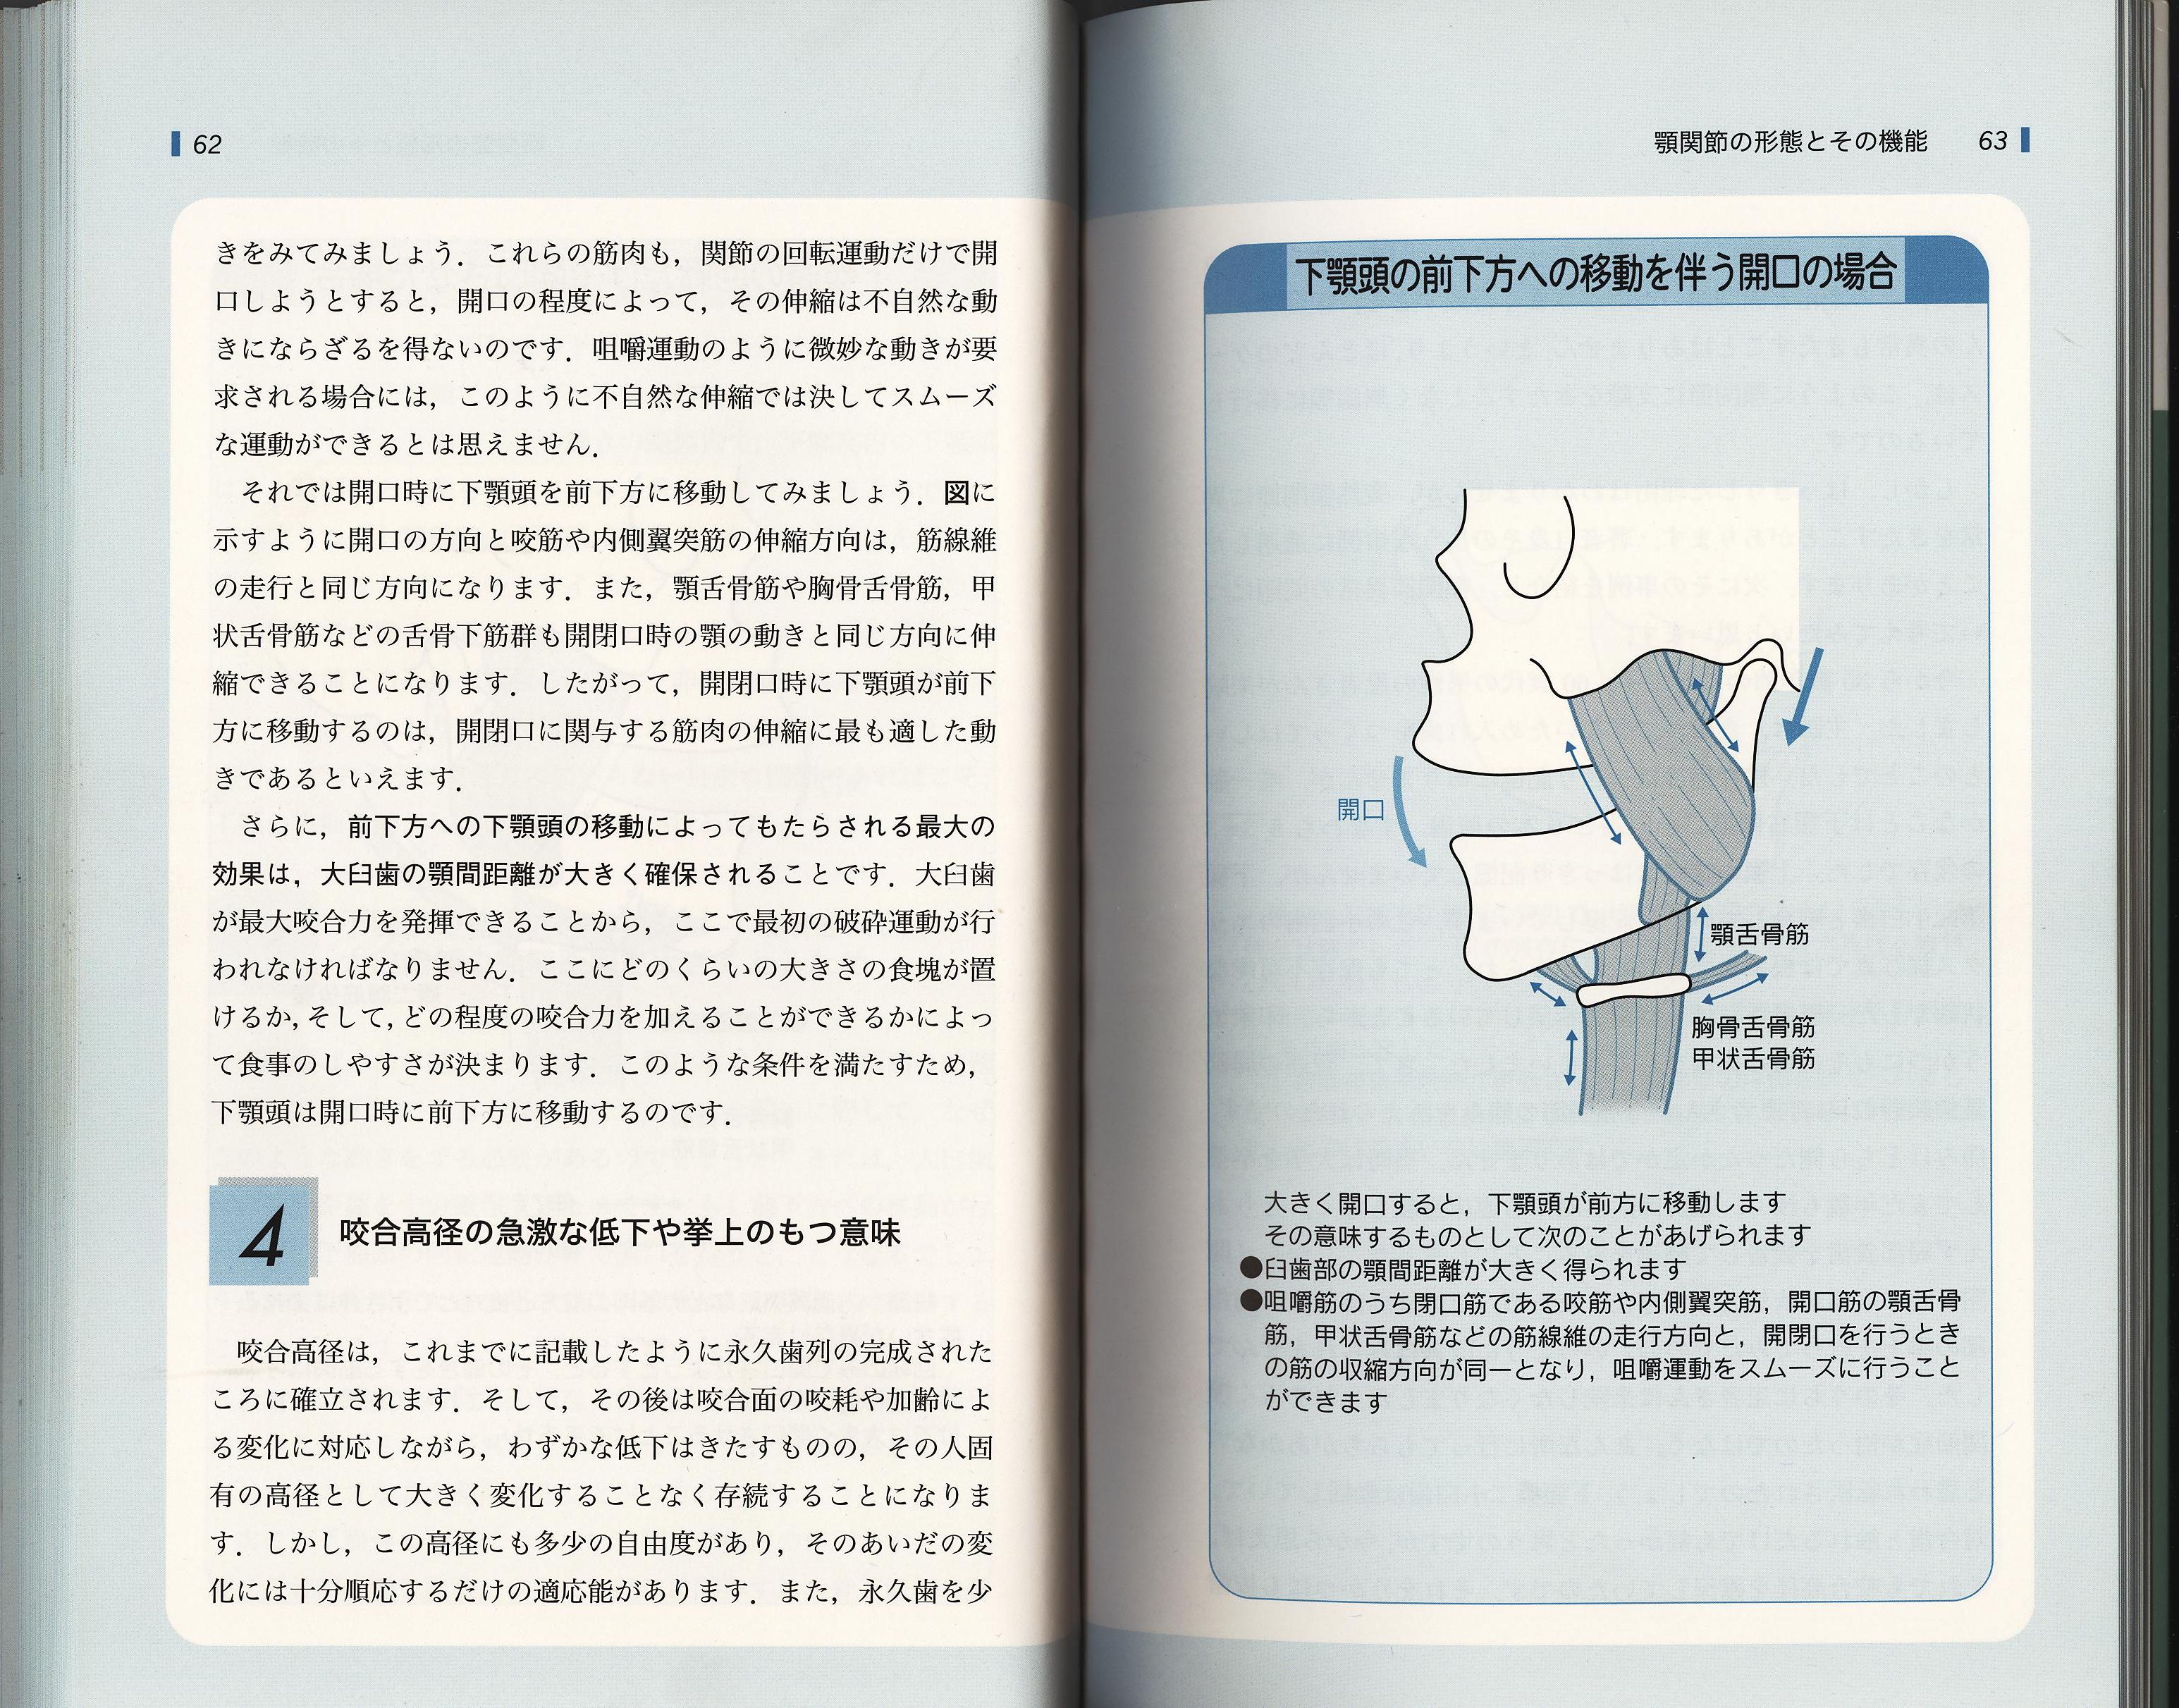 62
きをみてみましょう．これらの筋肉も，関節の回転運動だけで開
口しようとすると，開口の程度によって，その伸縮は不自然な動
きにならざるを得ないのです．咀嚼運動のように微妙な動きが要
求される場合には，このように不自然な伸縮では決してスムーズ
な運動ができるとは思えません．
それでは開口時に下顎頭を前下方に移動してみましょう．図に
示すように開口の方向と咬筋や内側翼突筋の伸縮方向は，筋線維
の走行と同じ方向になります．また，顎舌骨筋や胸骨舌骨筋，甲
状舌骨筋などの舌骨下筋群も開閉口時の顎の動きと同じ方向に伸
縮できることになります．したがって，開閉口時に下顎頭が前下
方に移動するのは，開閉口に関与する筋肉の伸縮に最も適した動
きであるといえます．
さらに，前下方への下顎頭の移動によってもたらされる最大の
効果は，大臼歯の顎間距離が大きく確保されることです．大臼歯
が最大咬合力を発揮できることから，ここで最初の破砕運動が行
われなければなりません．ここにどのくらいの大きさの食塊が置
けるか，そして，どの程度の咬合力を加えることができるかによっ
て食事のしやすさが決まります．このような条件を満たすため，
下顎頭は開口時に前下方に移動するのです．
4 咬合高径の急激な低下や挙上のもつ意味
咬合高径は，これまでに記載したように永久歯列の完成された
ころに確立されます．そして，その後は咬合面の咬耗や加齢によ
る変化に対応しながら，わずかな低下はきたすものの，その人固
有の高径として大きく変化することなく存続することになりま
す．しかし，この高径にも多少の自由度があり，そのあいだの変
化には十分順応するだけの適応能があります．また，永久歯を少
顎関節の形態とその機能 63
下顎頭の前下方への移動を伴う開口の場合
開口
顎舌骨筋
胸骨舌骨筋
甲状舌骨筋
大きく開口すると，下顎頭が前方に移動します
その意味するものとして次のことがあげられます
●臼歯部の顎間距離が大きく得られます
●咀嚼筋のうち閉口筋である咬筋や内側翼突筋，開口筋の顎舌骨
筋，甲状舌骨筋などの筋線維の走行方向と，開閉口を行うとき
の筋の収縮方向が同一となり，咀嚼運動をスムーズに行うこと
ができます